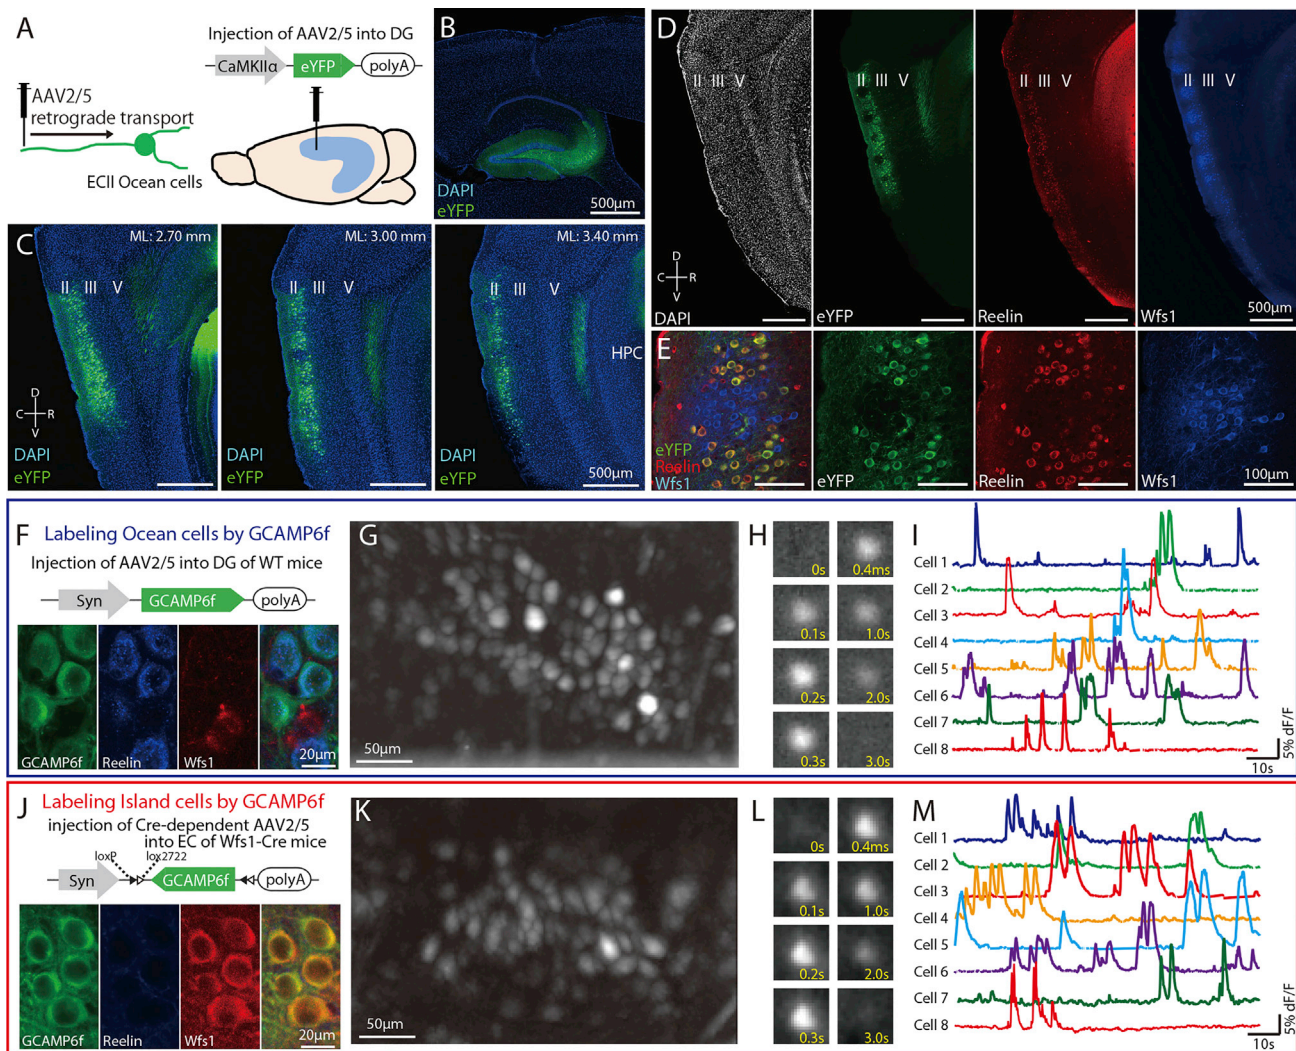 A
Injection of AAV2/5 into DG
CaMKIIα
eYFP
polyA
AAV2/5
retrograde transport
ECII Ocean cells
B
DAPI
eYFP
500μm
C
ML: 2.70 mm
II III V
D
C R
V
DAPI
eYFP
ML: 3.00 mm
II III V
DAPI
eYFP
ML: 3.40 mm
II III V
HPC
DAPI
eYFP
500μm
D
II III V
D
C R
V
DAPI
II III V
eYFP
II III V
Reelin
II III V
500μm
Wfs1
E
eYFP
Reelin
Wfs1
eYFP
Reelin
100μm
Wfs1
F
Labeling Ocean cells by GCAMP6f
Injection of AAV2/5 into DG of WT mice
Syn
GCAMP6f
polyA
GCAMP6f
Reelin
Wfs1
20μm
G
50μm
H
0s
0.4ms
0.1s
1.0s
0.2s
2.0s
0.3s
3.0s
I
Cell 1
Cell 2
Cell 3
Cell 4
Cell 5
Cell 6
Cell 7
Cell 8
5% dF/F
10s
J
Labeling Island cells by GCAMP6f
injection of Cre-dependent AAV2/5
into EC of Wfs1-Cre mice
loxP
lox2722
Syn
GCAMP6f
polyA
GCAMP6f
Reelin
Wfs1
20μm
K
50μm
L
0s
0.4ms
0.1s
1.0s
0.2s
2.0s
0.3s
3.0s
M
Cell 1
Cell 2
Cell 3
Cell 4
Cell 5
Cell 6
Cell 7
Cell 8
5% dF/F
10s